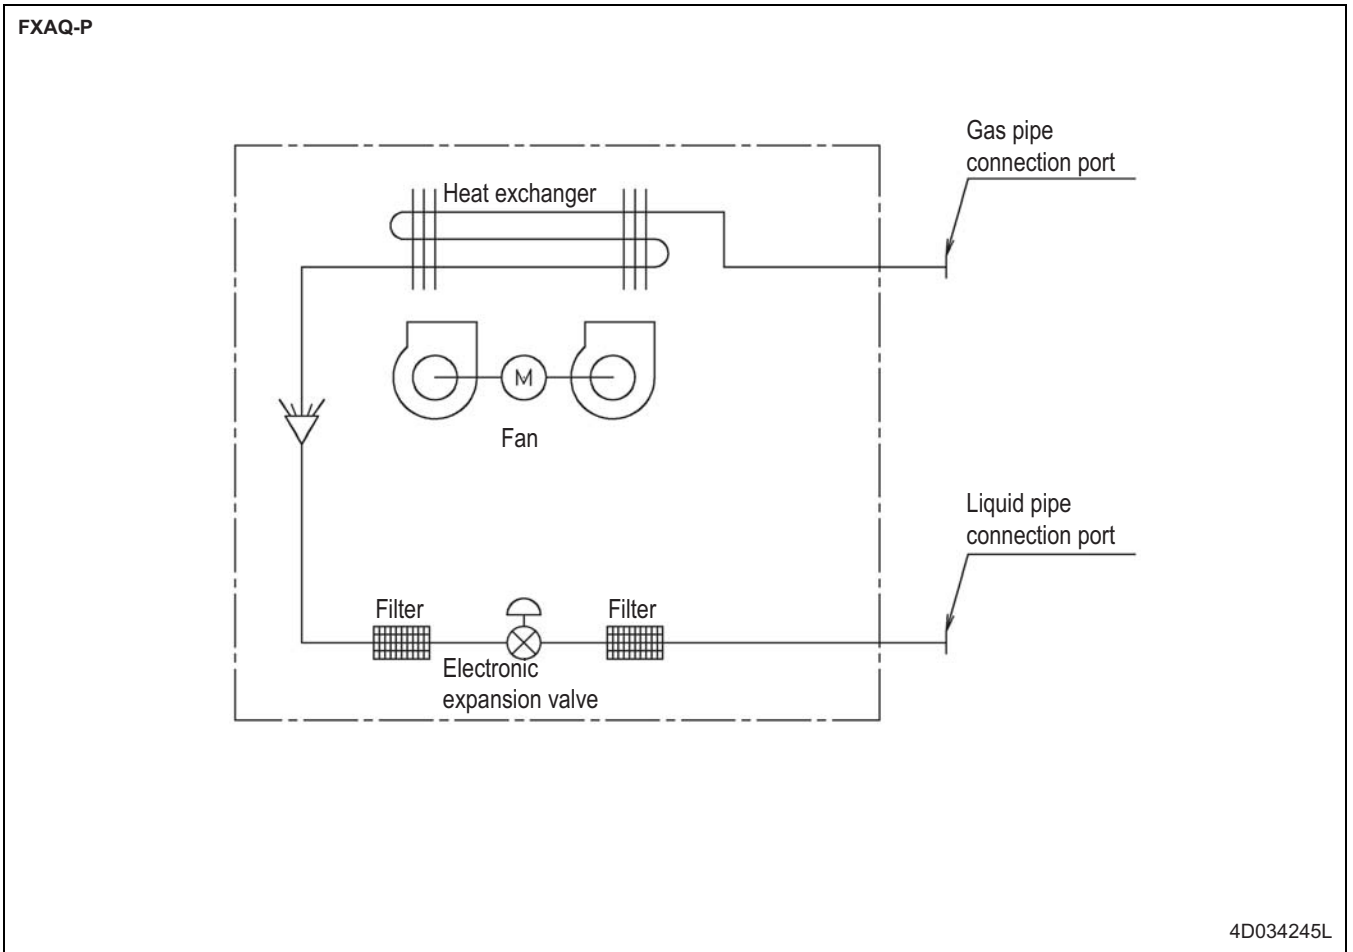 FXAQ-P
Gas pipe
connection port
Heat exchanger
M
Fan
Liquid pipe
connection port
Filter
Filter
Electronic
expansion valve
4D034245L